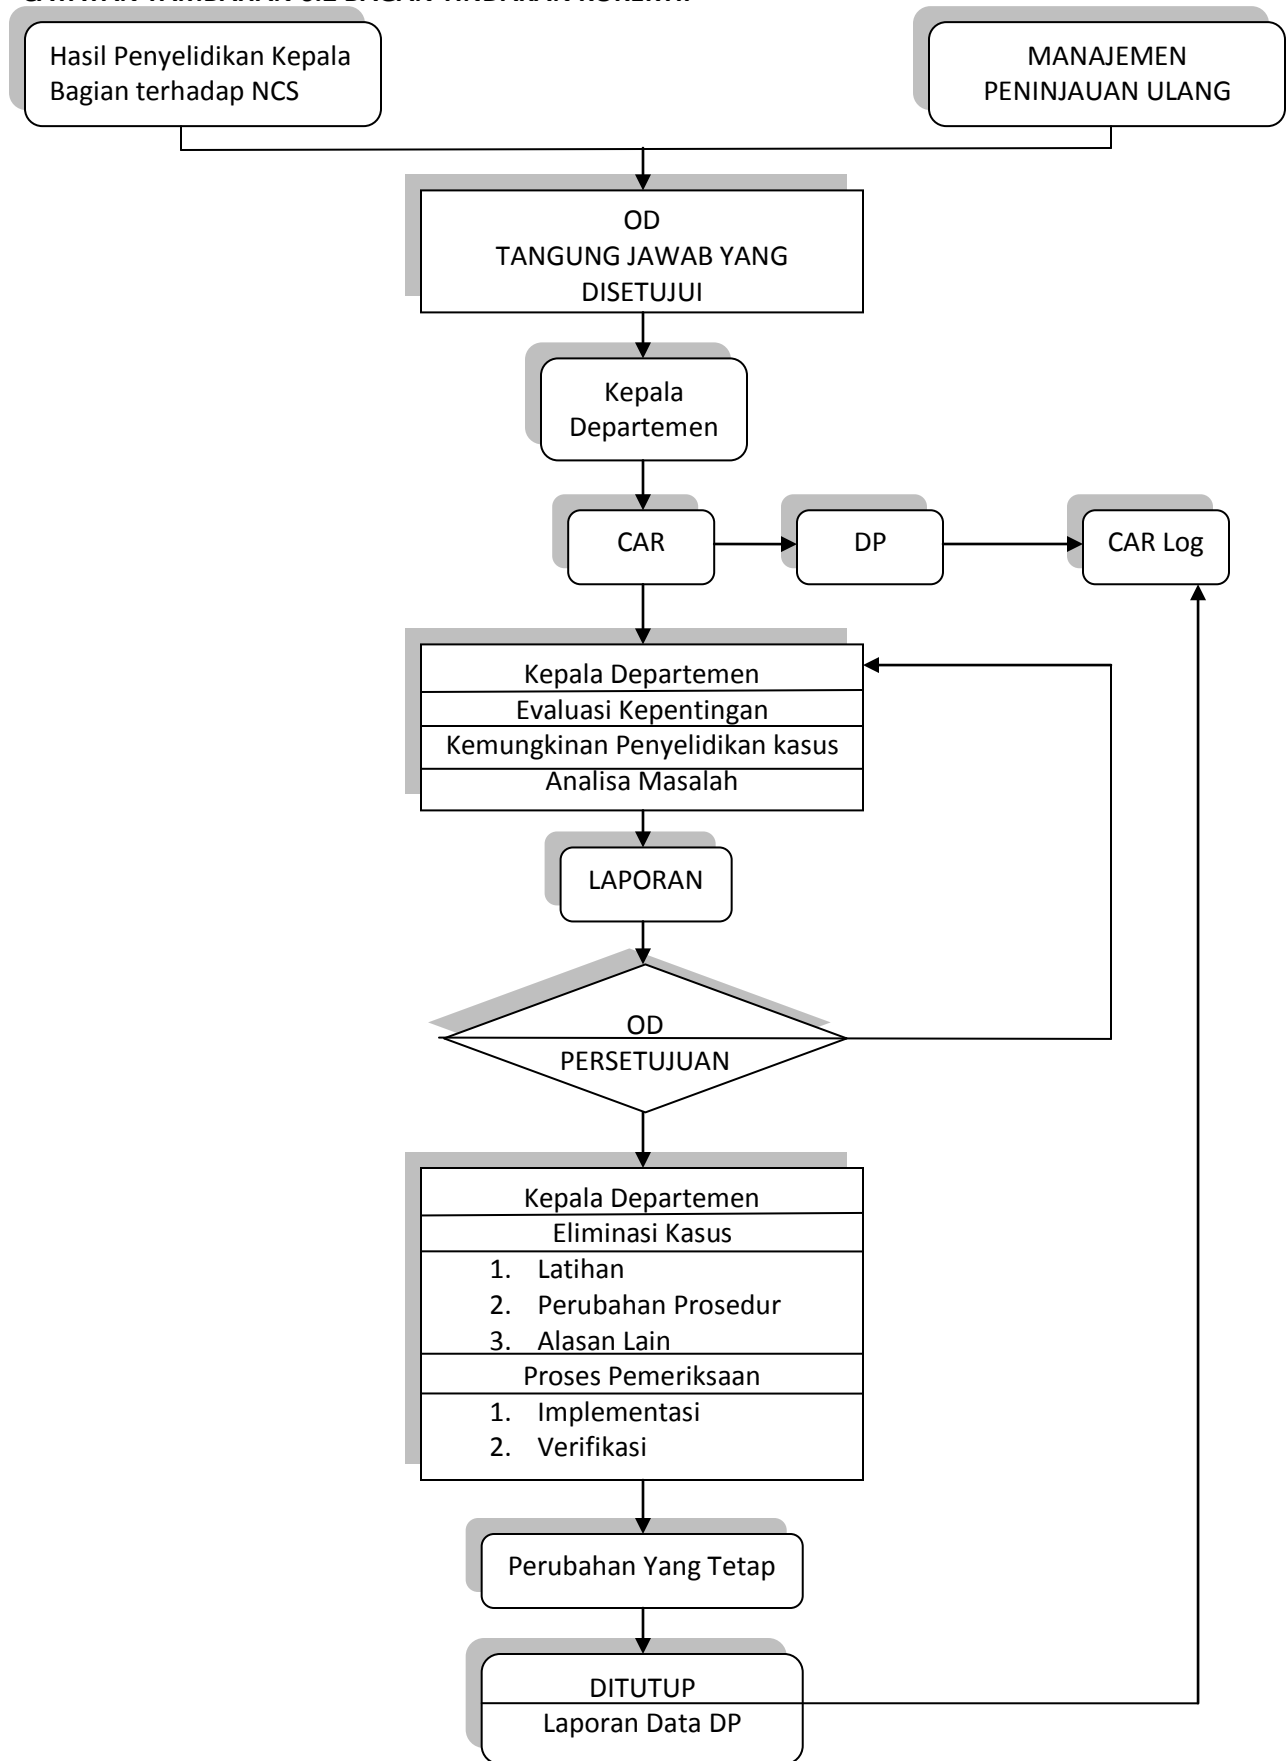 Hasil Penyelidikan Kepala
Bagian terhadap NCS
MANAJEMEN
PENINJAUAN ULANG
OD
TANGUNG JAWAB YANG
DISETUJUI
Kepala
Departemen
CAR
DP
CAR Log
Kepala Departemen
Evaluasi Kepentingan
Kemungkinan Penyelidikan kasus
Analisa Masalah
LAPORAN
OD
PERSETUJUAN
Kepala Departemen
Eliminasi Kasus
1. Latihan
2. Perubahan Prosedur
3. Alasan Lain
Proses Pemeriksaan
1. Implementasi
2. Verifikasi
Perubahan Yang Tetap
DITUTUP
Laporan Data DP